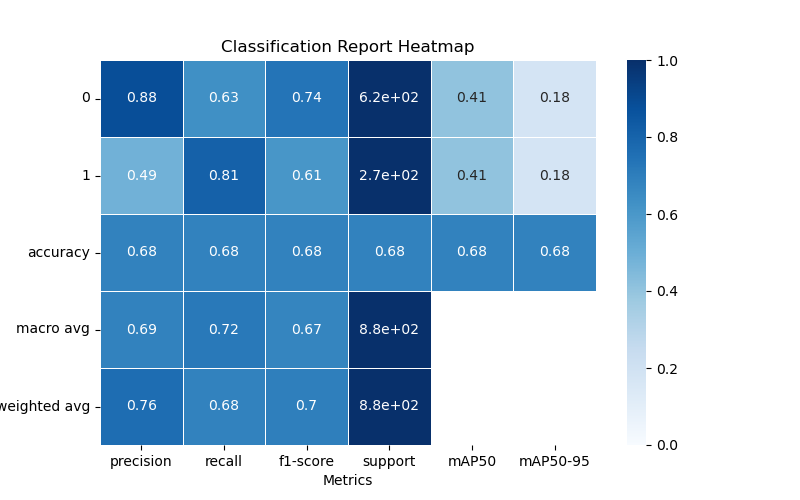 Classification Report Heatmap
0 0.88 0.63 0.74 6.2e+02 0.41 0.18
1 0.49 0.81 0.61 2.7e+02 0.41 0.18
accuracy 0.68 0.68 0.68 0.68 0.68 0.68
macro avg 0.69 0.72 0.67 8.8e+02
weighted avg 0.76 0.68 0.7 8.8e+02
precision recall f1-score support mAP50 mAP50-95
Metrics
1.0
0.8
0.6
0.4
0.2
0.0